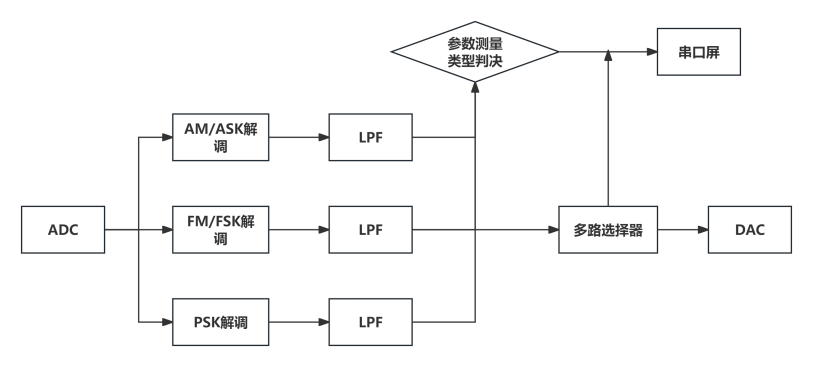 参数测量
类型判决
串口屏
AM/ASK解
调
LPF
ADC
FM/FSK解
调
LPF
多路选择器
DAC
PSK解调
LPF